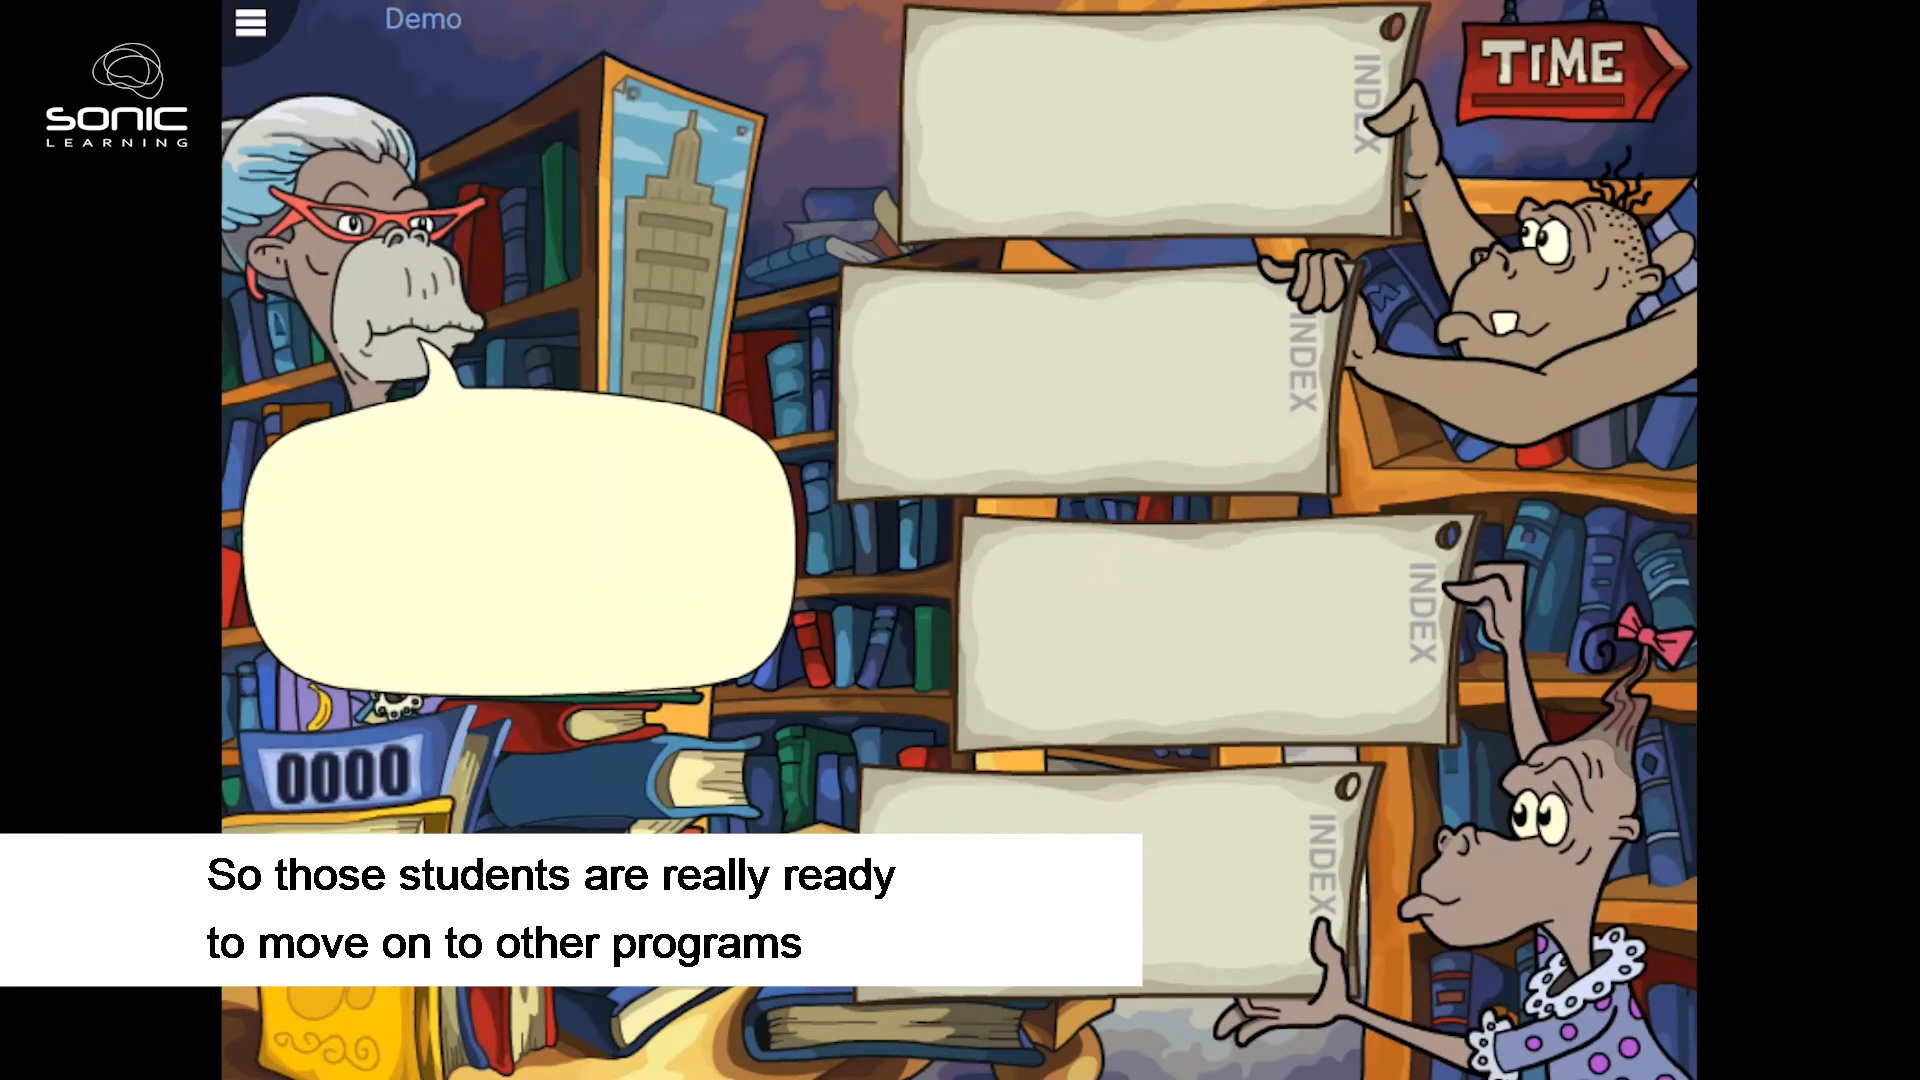 Demo
SONIC
LEARNING
TIME
INDEX
INDEX
INDEX
0000
INDEX
So those students are really ready
to move on to other programs